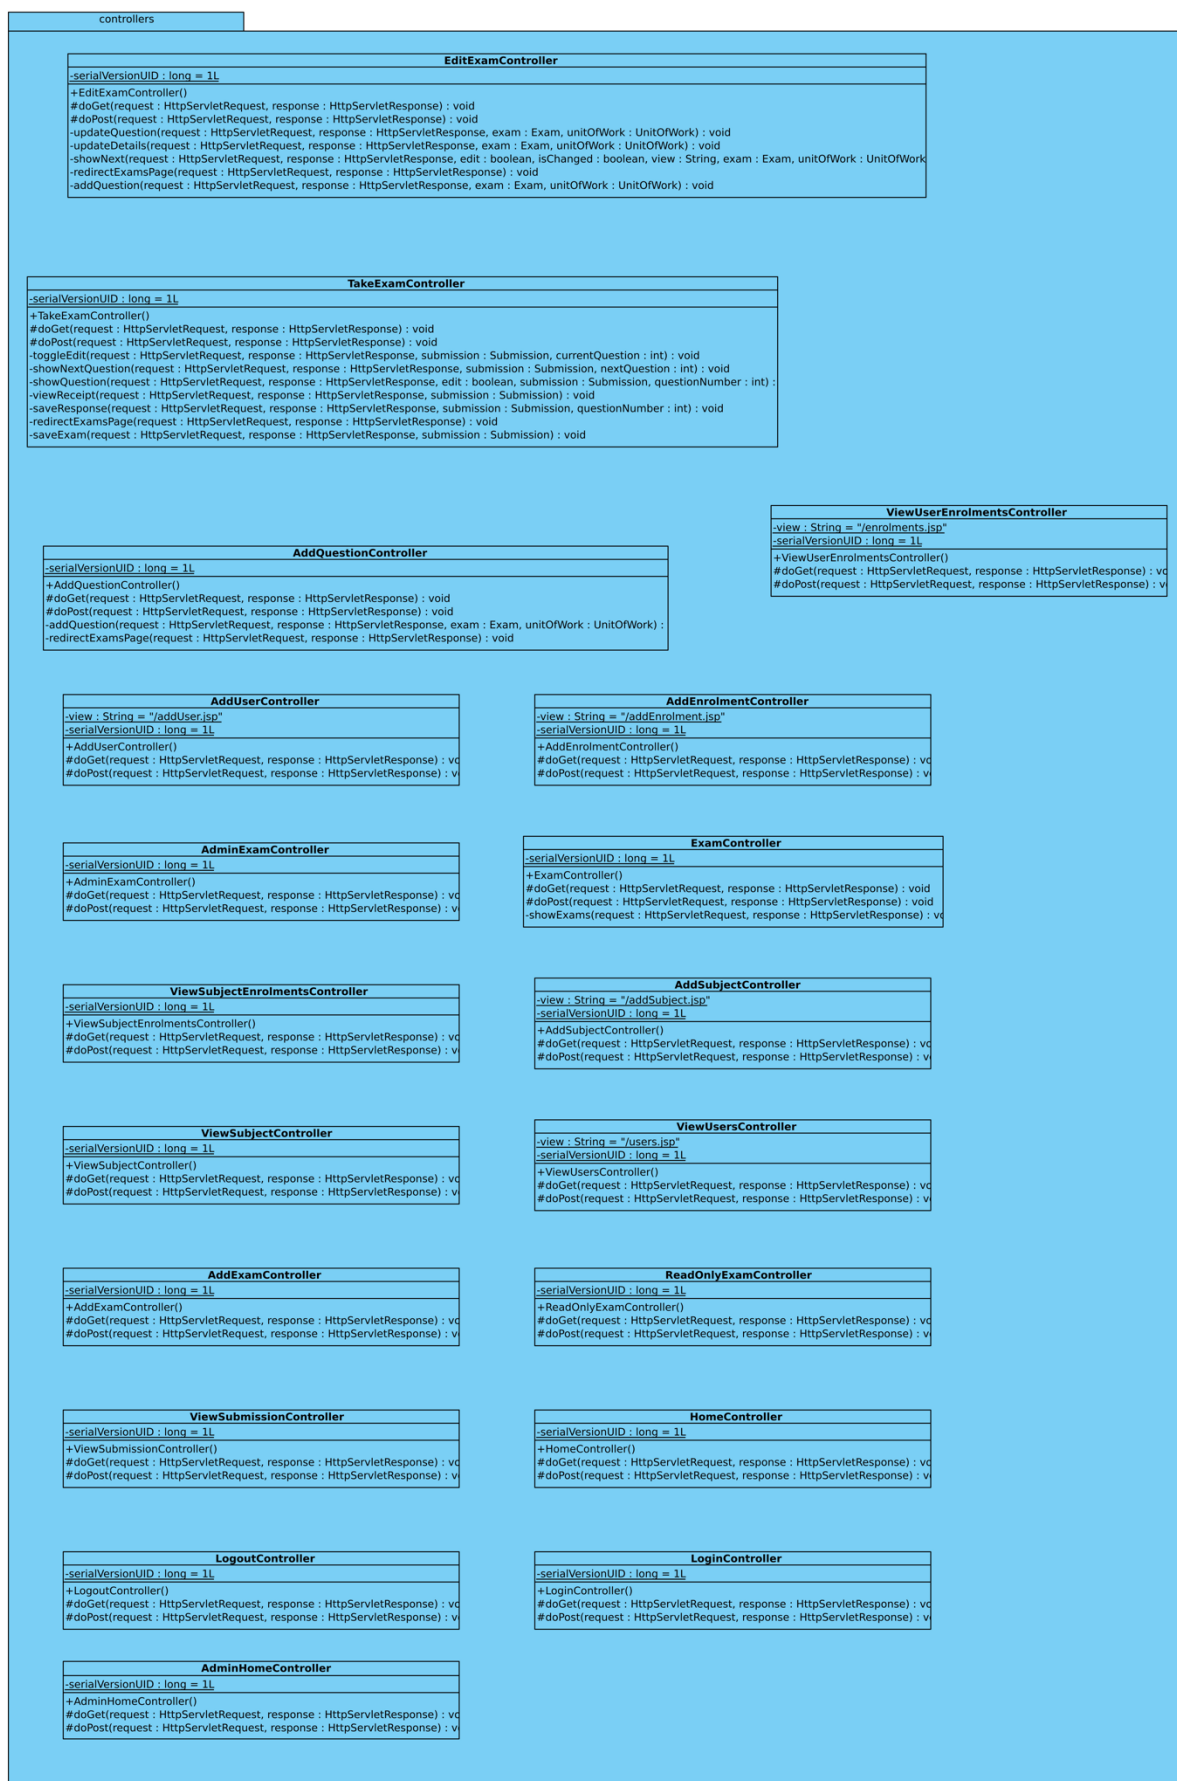 controllers
EditExamController
-serialVersionUID : long = 1L
+EditExamController()
#doGet(request : HttpServletRequest, response : HttpServletResponse) : void
#doPost(request : HttpServletRequest, response : HttpServletResponse) : void
-updateQuestion(request : HttpServletRequest, response : HttpServletResponse, exam : Exam, unitOfWork : UnitOfWork) : void
-updateDetails(request : HttpServletRequest, response : HttpServletResponse, exam : Exam, unitOfWork : UnitOfWork) : void
-showNext(request : HttpServletRequest, response : HttpServletResponse, edit : boolean, isChanged : boolean, view : String, exam : Exam, unitOfWork : UnitOfWork
-redirectExamsPage(request : HttpServletRequest, response : HttpServletResponse) : void
-addQuestion(request : HttpServletRequest, response : HttpServletResponse, exam : Exam, unitOfWork : UnitOfWork) : void
TakeExamController
-serialVersionUID : long = 1L
+TakeExamController()
#doGet(request : HttpServletRequest, response : HttpServletResponse) : void
#doPost(request : HttpServletRequest, response : HttpServletResponse) : void
-toggleEdit(request : HttpServletRequest, response : HttpServletResponse, submission : Submission, currentQuestion : int) : void
-showNextQuestion(request : HttpServletRequest, response : HttpServletResponse, submission : Submission, nextQuestion : int) : void
-showQuestion(request : HttpServletRequest, response : HttpServletResponse, edit : boolean, submission : Submission, questionNumber : int) :
-viewReceipt(request : HttpServletRequest, response : HttpServletResponse, submission : Submission) : void
-saveResponse(request : HttpServletRequest, response : HttpServletResponse, submission : Submission, questionNumber : int) : void
-redirectExamsPage(request : HttpServletRequest, response : HttpServletResponse) : void
-saveExam(request : HttpServletRequest, response : HttpServletResponse, submission : Submission) : void
ViewUserEnrolmentsController
-view : String = "/enrolments.jsp"
-serialVersionUID : long = 1L
+ViewUserEnrolmentsController()
#doGet(request : HttpServletRequest, response : HttpServletResponse) : vo
#doPost(request : HttpServletRequest, response : HttpServletResponse) : v
AddQuestionController
-serialVersionUID : long = 1L
+AddQuestionController()
#doGet(request : HttpServletRequest, response : HttpServletResponse) : void
#doPost(request : HttpServletRequest, response : HttpServletResponse) : void
-addQuestion(request : HttpServletRequest, response : HttpServletResponse, exam : Exam, unitOfWork : UnitOfWork) :
-redirectExamsPage(request : HttpServletRequest, response : HttpServletResponse) : void
AddUserController
-view : String = "/addUser.jsp"
-serialVersionUID : long = 1L
+AddUserController()
#doGet(request : HttpServletRequest, response : HttpServletResponse) : vo
#doPost(request : HttpServletRequest, response : HttpServletResponse) : v
AddEnrolmentController
-view : String = "/addEnrolment.jsp"
-serialVersionUID : long = 1L
+AddEnrolmentController()
#doGet(request : HttpServletRequest, response : HttpServletResponse) : vo
#doPost(request : HttpServletRequest, response : HttpServletResponse) : v
AdminExamController
-serialVersionUID : long = 1L
+AdminExamController()
#doGet(request : HttpServletRequest, response : HttpServletResponse) : vo
#doPost(request : HttpServletRequest, response : HttpServletResponse) : v
ExamController
-serialVersionUID : long = 1L
+ExamController()
#doGet(request : HttpServletRequest, response : HttpServletResponse) : void
#doPost(request : HttpServletRequest, response : HttpServletResponse) : void
-showExams(request : HttpServletRequest, response : HttpServletResponse) : vo
ViewSubjectEnrolmentsController
-serialVersionUID : long = 1L
+ViewSubjectEnrolmentsController()
#doGet(request : HttpServletRequest, response : HttpServletResponse) : vo
#doPost(request : HttpServletRequest, response : HttpServletResponse) : v
AddSubjectController
-view : String = "/addSubject.jsp"
-serialVersionUID : long = 1L
+AddSubjectController()
#doGet(request : HttpServletRequest, response : HttpServletResponse) : vo
#doPost(request : HttpServletRequest, response : HttpServletResponse) : v
ViewSubjectController
-serialVersionUID : long = 1L
+ViewSubjectController()
#doGet(request : HttpServletRequest, response : HttpServletResponse) : vo
#doPost(request : HttpServletRequest, response : HttpServletResponse) : v
ViewUsersController
-view : String = "/users.jsp"
-serialVersionUID : long = 1L
+ViewUsersController()
#doGet(request : HttpServletRequest, response : HttpServletResponse) : vo
#doPost(request : HttpServletRequest, response : HttpServletResponse) : v
AddExamController
-serialVersionUID : long = 1L
+AddExamController()
#doGet(request : HttpServletRequest, response : HttpServletResponse) : vo
#doPost(request : HttpServletRequest, response : HttpServletResponse) : v
ReadOnlyExamController
-serialVersionUID : long = 1L
+ReadOnlyExamController()
#doGet(request : HttpServletRequest, response : HttpServletResponse) : vo
#doPost(request : HttpServletRequest, response : HttpServletResponse) : v
ViewSubmissionController
-serialVersionUID : long = 1L
+ViewSubmissionController()
#doGet(request : HttpServletRequest, response : HttpServletResponse) : vo
#doPost(request : HttpServletRequest, response : HttpServletResponse) : v
HomeController
-serialVersionUID : long = 1L
+HomeController()
#doGet(request : HttpServletRequest, response : HttpServletResponse) : vo
#doPost(request : HttpServletRequest, response : HttpServletResponse) : v
LogoutController
-serialVersionUID : long = 1L
+LogoutController()
#doGet(request : HttpServletRequest, response : HttpServletResponse) : vo
#doPost(request : HttpServletRequest, response : HttpServletResponse) : v
LoginController
-serialVersionUID : long = 1L
+LoginController()
#doGet(request : HttpServletRequest, response : HttpServletResponse) : vo
#doPost(request : HttpServletRequest, response : HttpServletResponse) : v
AdminHomeController
-serialVersionUID : long = 1L
+AdminHomeController()
#doGet(request : HttpServletRequest, response : HttpServletResponse) : vo
#doPost(request : HttpServletRequest, response : HttpServletResponse) : v